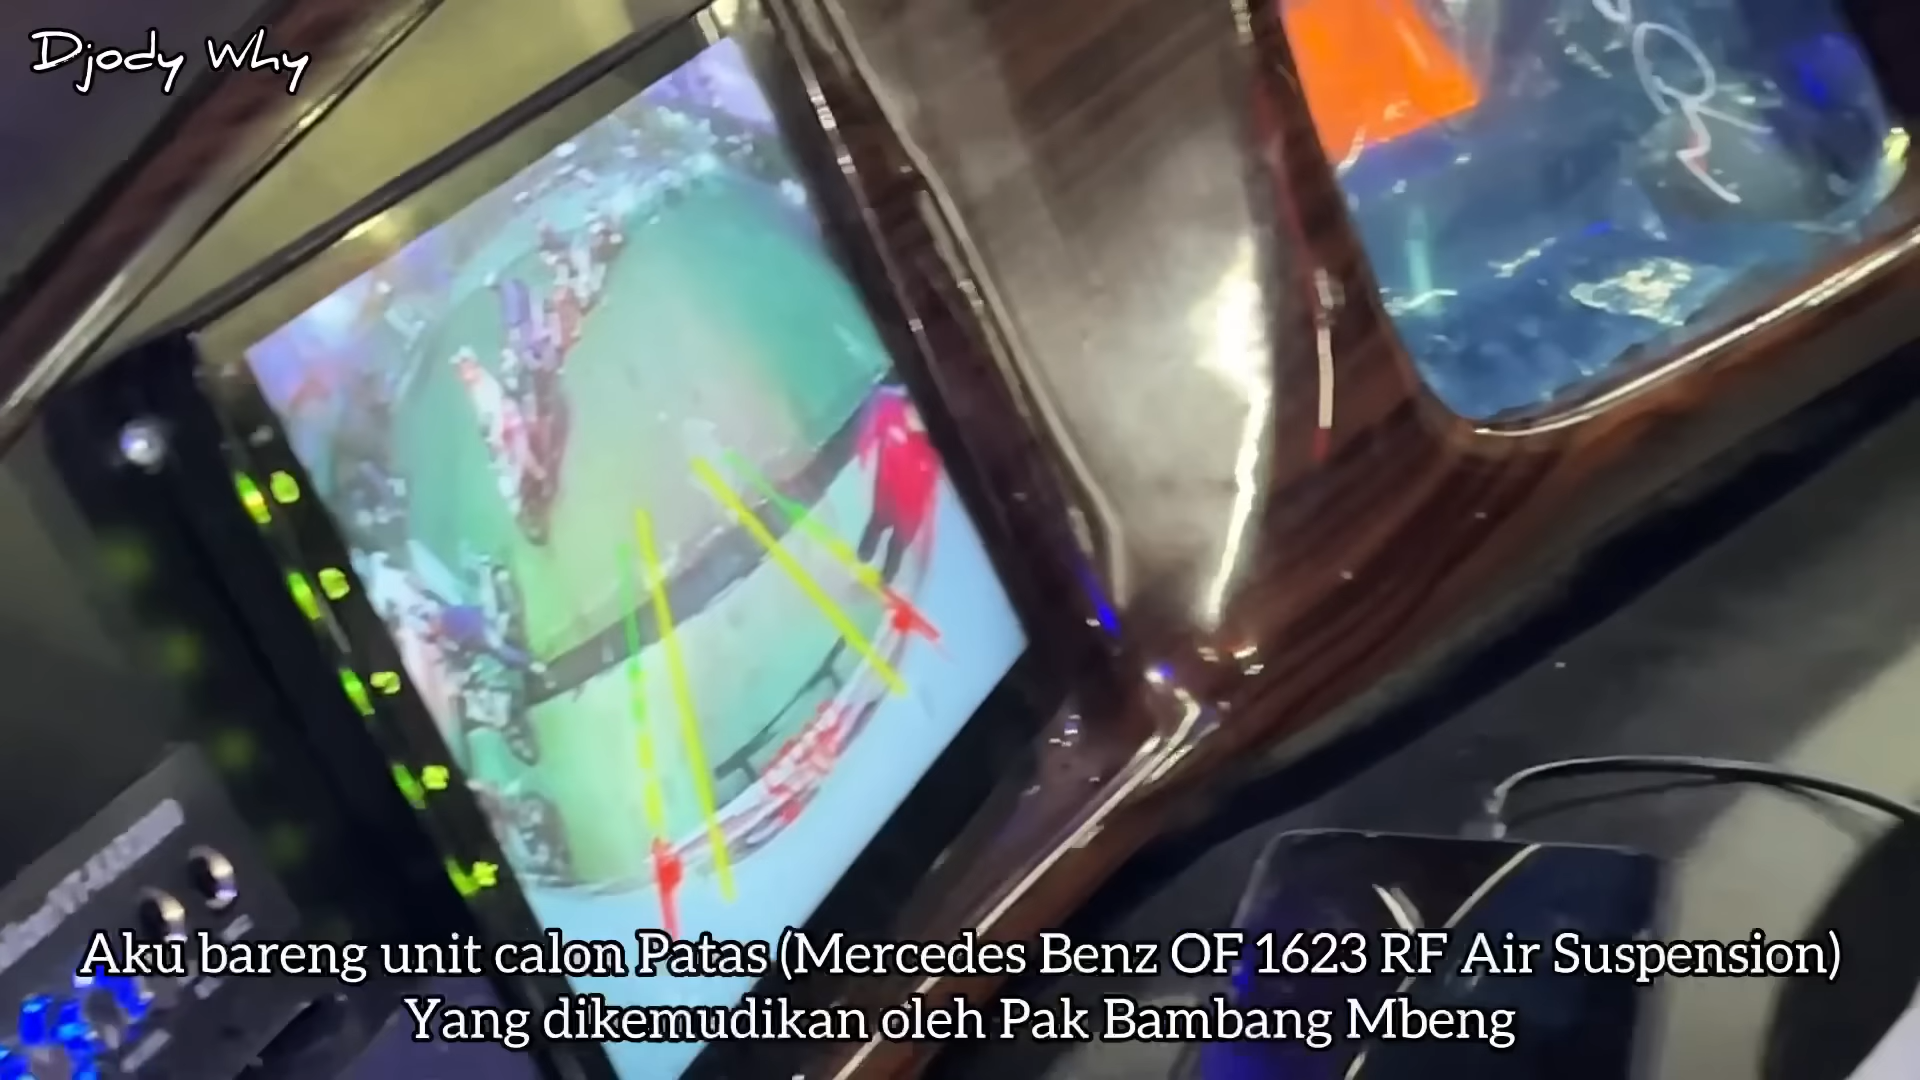 Djody Why
Aku bareng unit calon Patas (Mercedes Benz OF 1623 RF Air Suspension)
Yang dikemudikan oleh Pak Bambang Mbeng